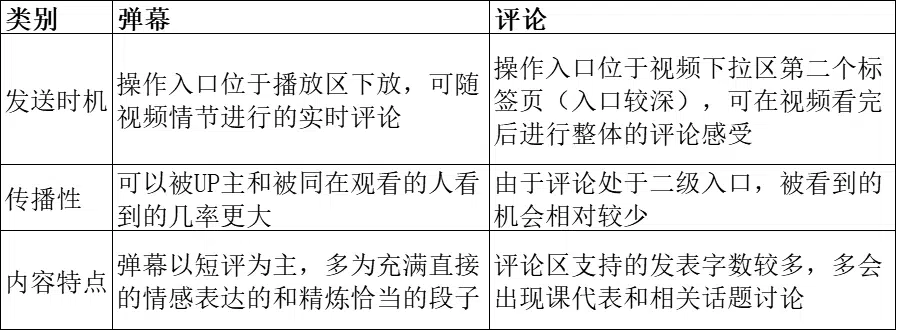 类别
弹幕
评论
发送时机
操作入口位于播放区下放，可随
视频情节进行的实时评论
操作入口位于视频下拉区第二个标
签页（入口较深），可在视频看完
后进行整体的评论感受
传播性
可以被UP主和被同在观看的人看
到的几率更大
由于评论处于二级入口，被看到的
机会相对较少
内容特点
弹幕以短评为主，多为充满直接
的情感表达的和精炼恰当的段子
评论区支持的发表字数较多，多会
出现课代表和相关话题讨论